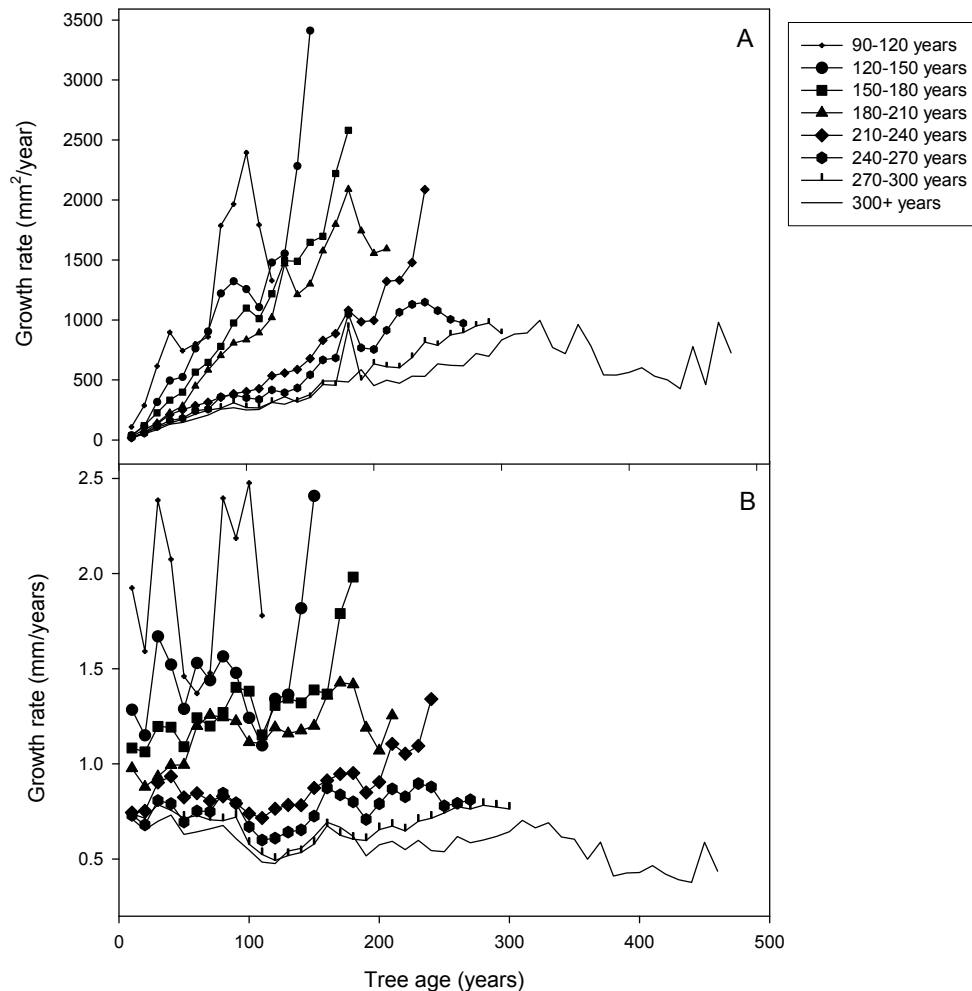 A
Growth rate (mm²/year)
3500
3000
2500
2000
1500
1000
500
0
90-120 years
120-150 years
150-180 years
180-210 years
210-240 years
240-270 years
270-300 years
300+ years
B
Growth rate (mm/years)
2.5
2.0
1.5
1.0
0.5
0
100
200
300
400
500
Tree age (years)